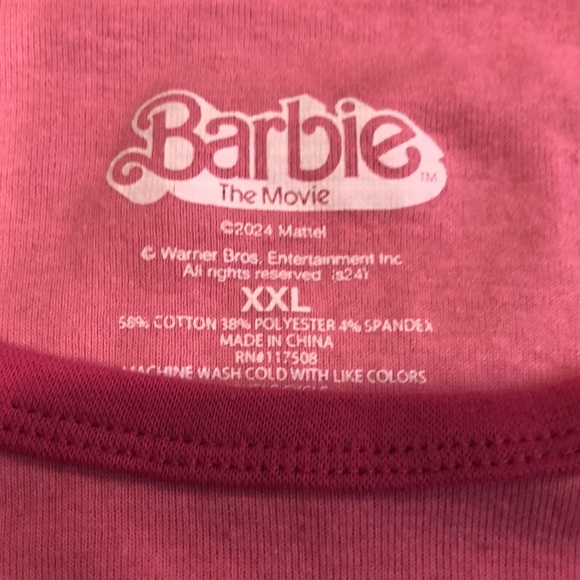 Barbie
The Movie
TM
©2024 Mattel
© Warner Bros. Entertainment Inc
All rights reserved (s24)
XXL
58% COTTON 38% POLYESTER 4% SPANDEX
MADE IN CHINA
RN#117508
MACHINE WASH COLD WITH LIKE COLORS